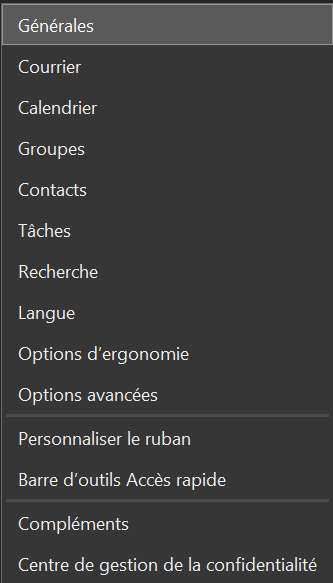 Générales
Courrier
Calendrier
Groupes
Contacts
Tâches
Recherche
Langue
Options d’ergonomie
Options avancées
Personnaliser le ruban
Barre d’outils Accès rapide
Compléments
Centre de gestion de la confidentialité